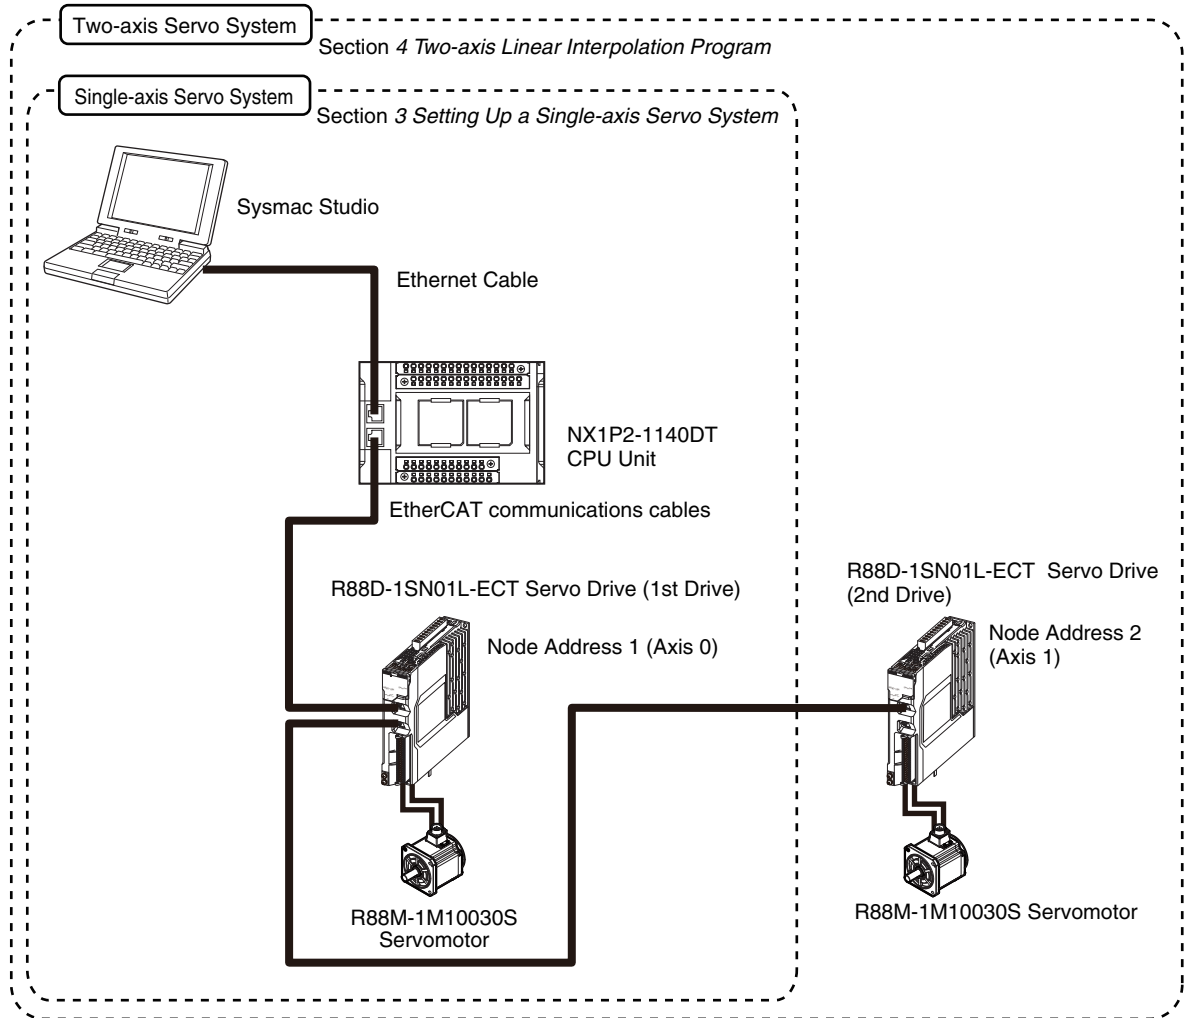 Two-axis Servo System
Section 4 Two-axis Linear Interpolation Program
Single-axis Servo System
Section 3 Setting Up a Single-axis Servo System
Sysmac Studio
Ethernet Cable
NX1P2-1140DT
CPU Unit
EtherCAT communications cables
R88D-1SN01L-ECT Servo Drive (1st Drive)
Node Address 1 (Axis 0)
R88D-1SN01L-ECT Servo Drive
(2nd Drive)
Node Address 2
(Axis 1)
R88M-1M10030S
Servomotor
R88M-1M10030S Servomotor